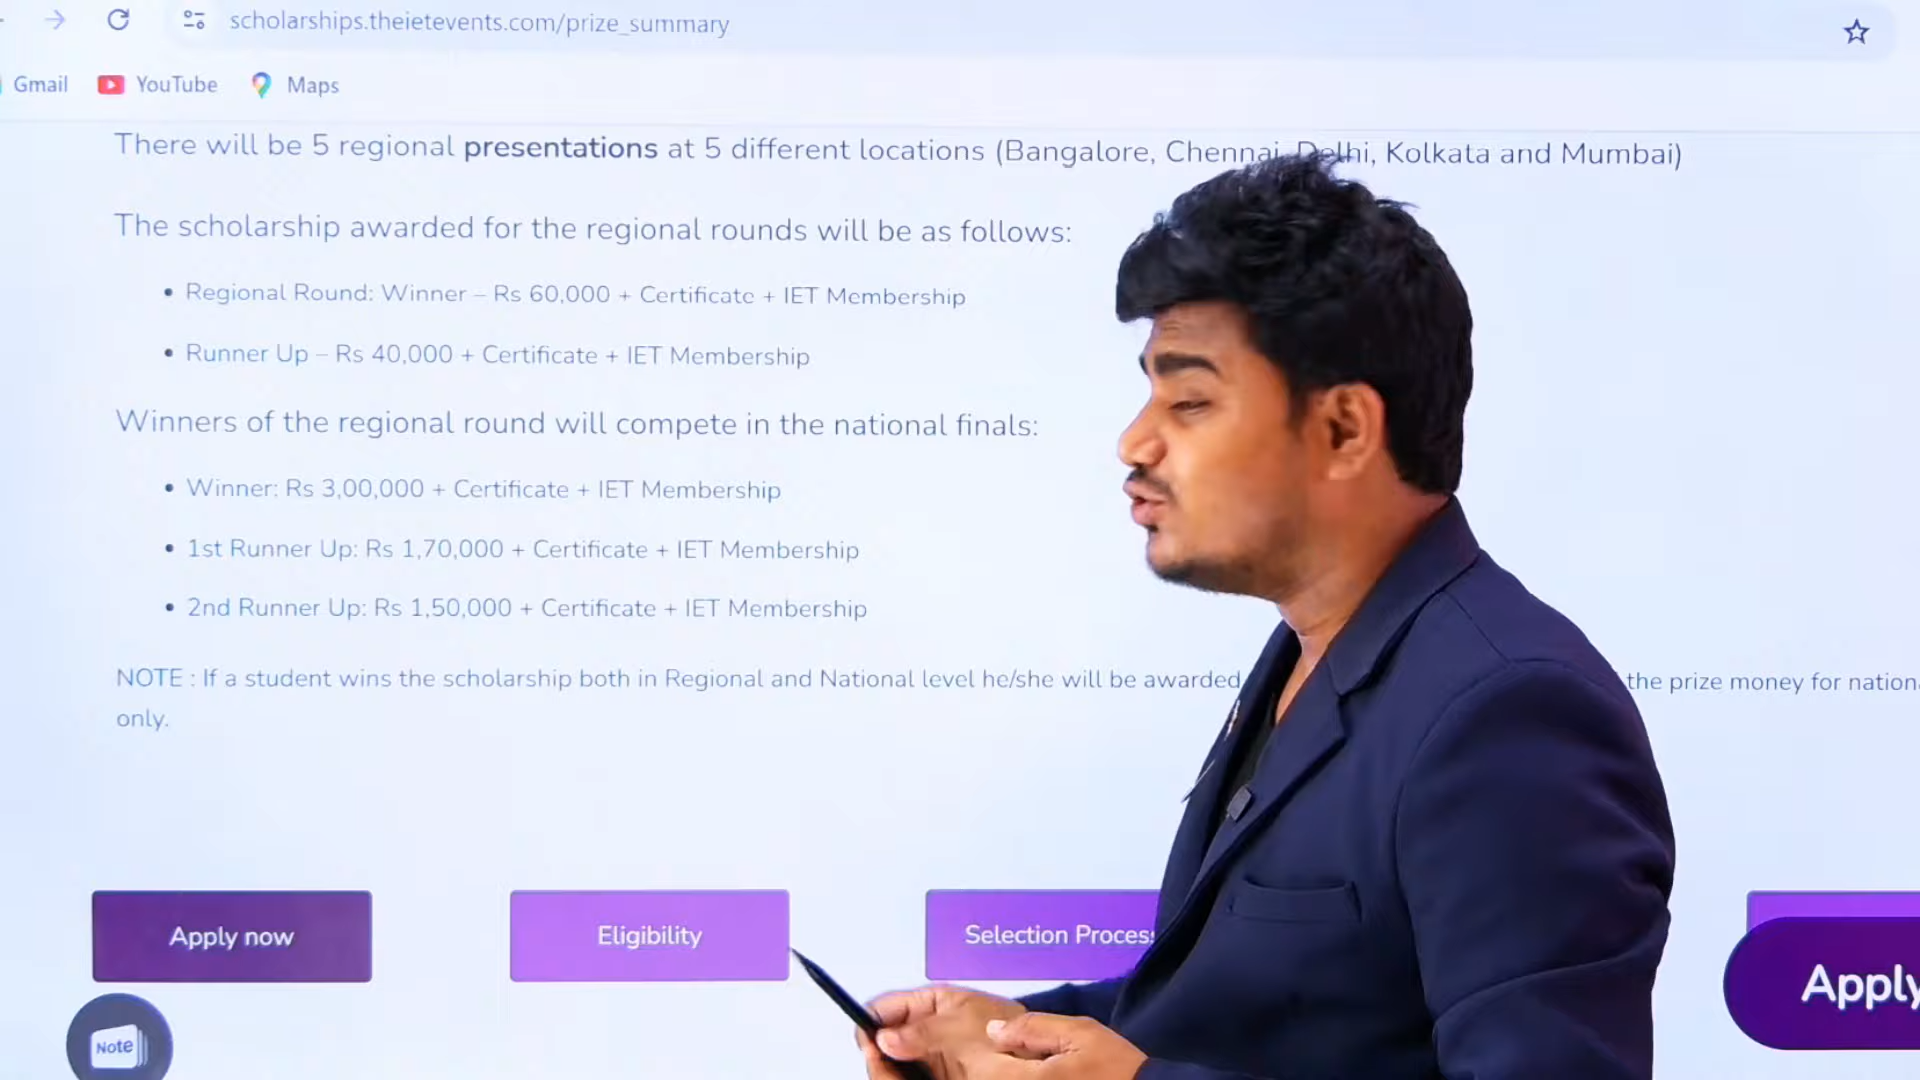 scholarships.theietevents.com/prize_summary
Gmail YouTube Maps
There will be 5 regional presentations at 5 different locations (Bangalore, Chennai, Delhi, Kolkata and Mumbai)
The scholarship awarded for the regional rounds will be as follows:
• Regional Round: Winner – Rs 60,000 + Certificate + IET Membership
• Runner Up – Rs 40,000 + Certificate + IET Membership
Winners of the regional round will compete in the national finals:
• Winner: Rs 3,00,000 + Certificate + IET Membership
• 1st Runner Up: Rs 1,70,000 + Certificate + IET Membership
• 2nd Runner Up: Rs 1,50,000 + Certificate + IET Membership
NOTE : If a student wins the scholarship both in Regional and National level he/she will be awarded the prize money for
only.
Apply now Eligibility Selection Process
Apply
Note